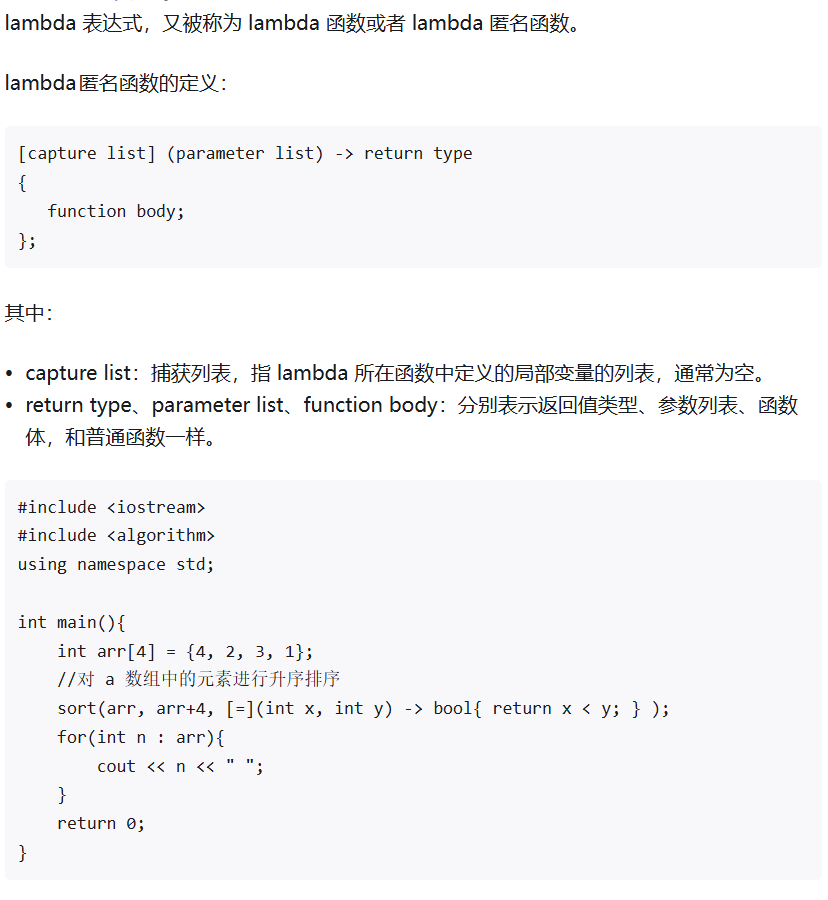 lambda 表达式，又被称为 lambda 函数或者 lambda 匿名函数。
lambda匿名函数的定义：
[capture list] (parameter list) -> return type
{
   function body;
};
其中：
• capture list：捕获列表，指 lambda 所在函数中定义的局部变量的列表，通常为空。
• return type、parameter list、function body：分别表示返回值类型、参数列表、函数
体，和普通函数一样。
#include <iostream>
#include <algorithm>
using namespace std;
int main(){
    int arr[4] = {4, 2, 3, 1};
    //对 a 数组中的元素进行升序排序
    sort(arr, arr+4, [=](int x, int y) -> bool{ return x < y; } );
    for(int n : arr){
        cout << n << " ";
    }
    return 0;
}